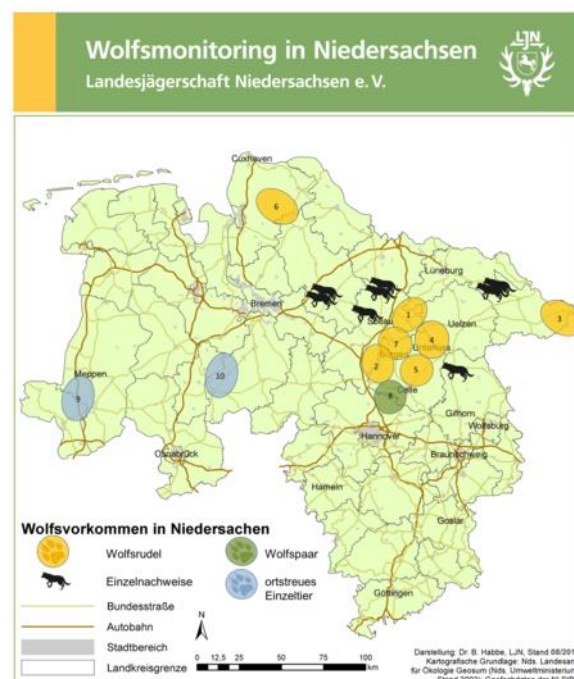 Wolfsmonitoring in Niedersachsen
Landesjägerschaft Niedersachsen e. V.
LJN
Cuxhaven
6
Lüneburg
Bremen
1
3
Uelzen
4
7
2
5
Meppen
10
9
8
Celle
Gifhorn
Wolfsburg
Hannover
Braunschweig
Osnabrück
Hameln
Goslar
Göttingen
Wolfsvorkommen in Niedersachen
Wolfsrudel
Wolfspaar
Einzelnachweise
ortstreues
Einzeltier
Bundesstraße
Autobahn
Stadtbereich
Landkreisgrenze
N
0 12,5 25 50 75 100
km
Darstellung: Dr. B. Habbe, LJN, Stand 08/201
Kartografische Grundlage: Nds. Landesam
für Ökologie Geosum (Nds. Umweltministerium